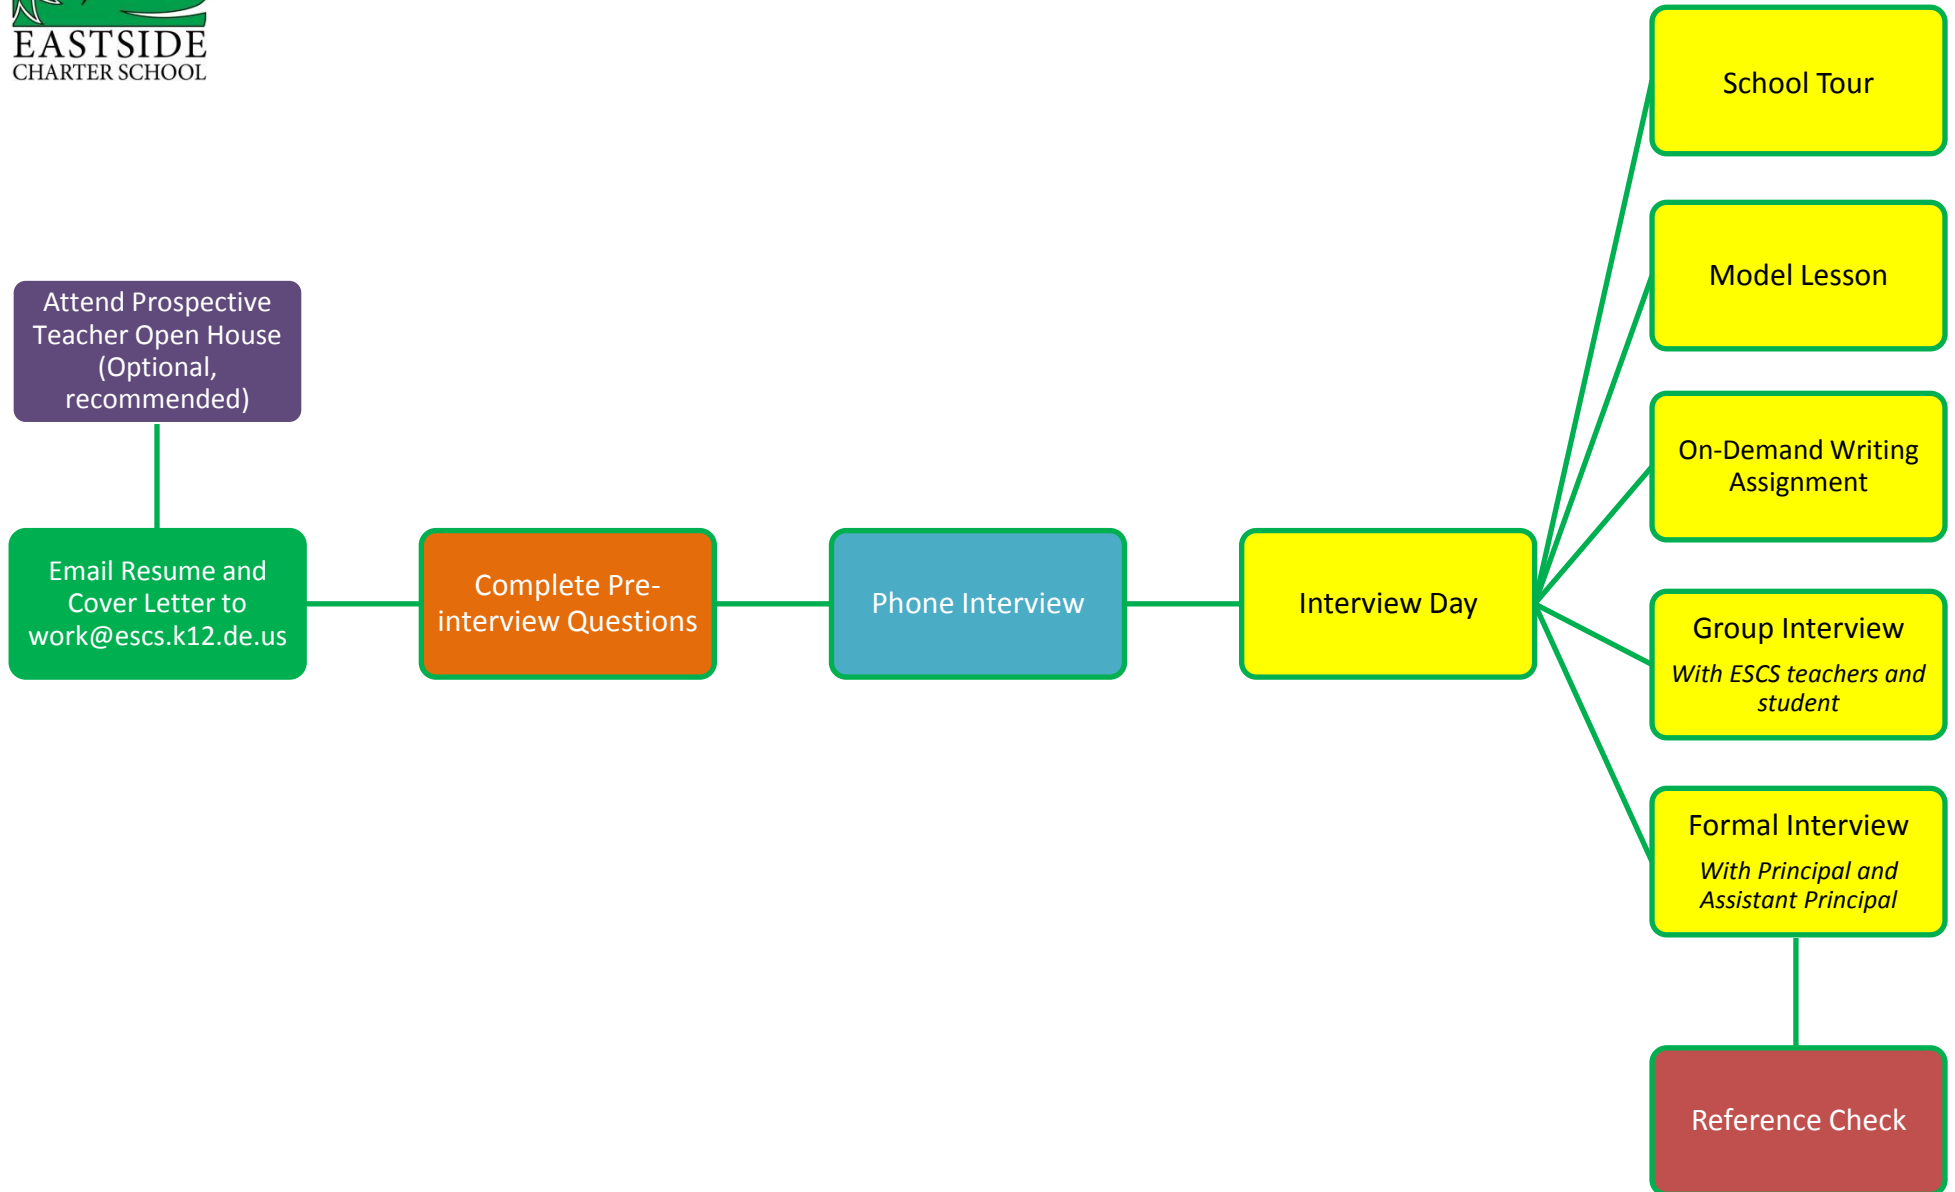 EASTSIDE
CHARTER SCHOOL
Attend Prospective
Teacher Open House
(Optional,
recommended)
Email Resume and
Cover Letter to
work@escs.k12.de.us
Complete Pre-
interview Questions
Phone Interview
Interview Day
School Tour
Model Lesson
On-Demand Writing
Assignment
Group Interview
With ESCS teachers and
student
Formal Interview
With Principal and
Assistant Principal
Reference Check